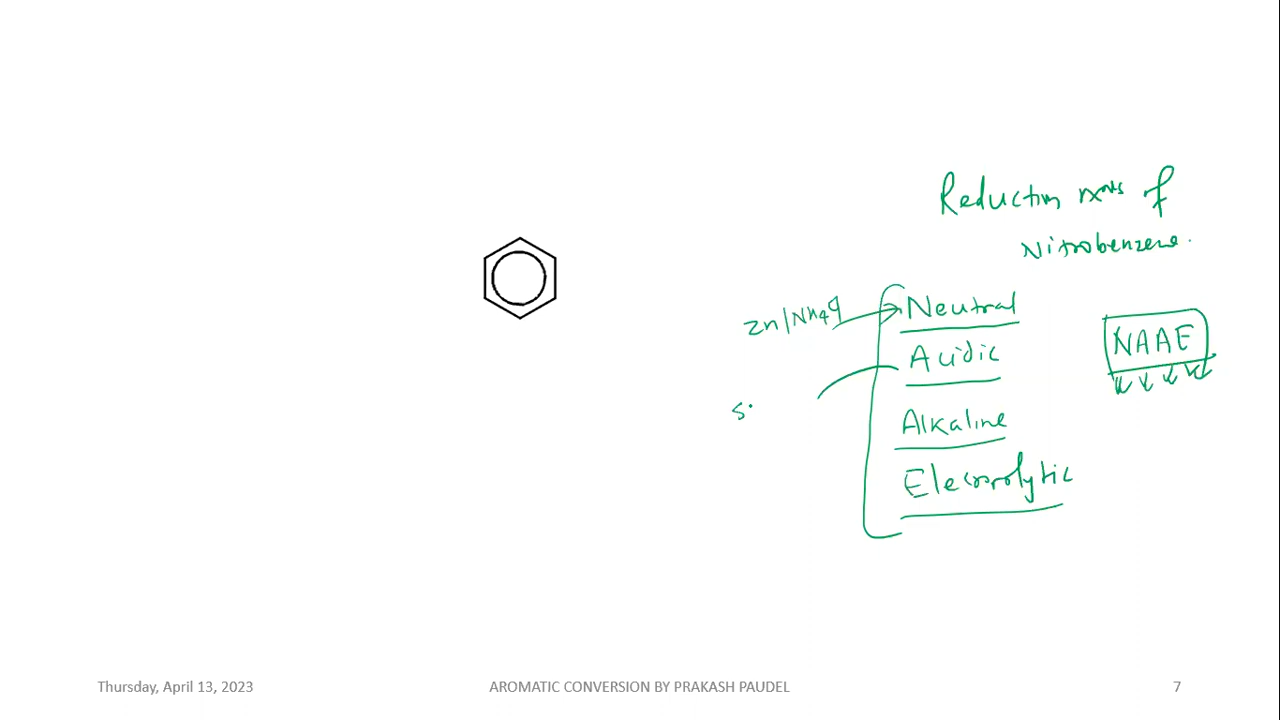 Reduction rxns of
Nitrobenzene.
Zn/NH4Cl
Neutral
NAAE
Acidic
S
Alkaline
Elecrolytic
Thursday, April 13, 2023
AROMATIC CONVERSION BY PRAKASH PAUDEL
7